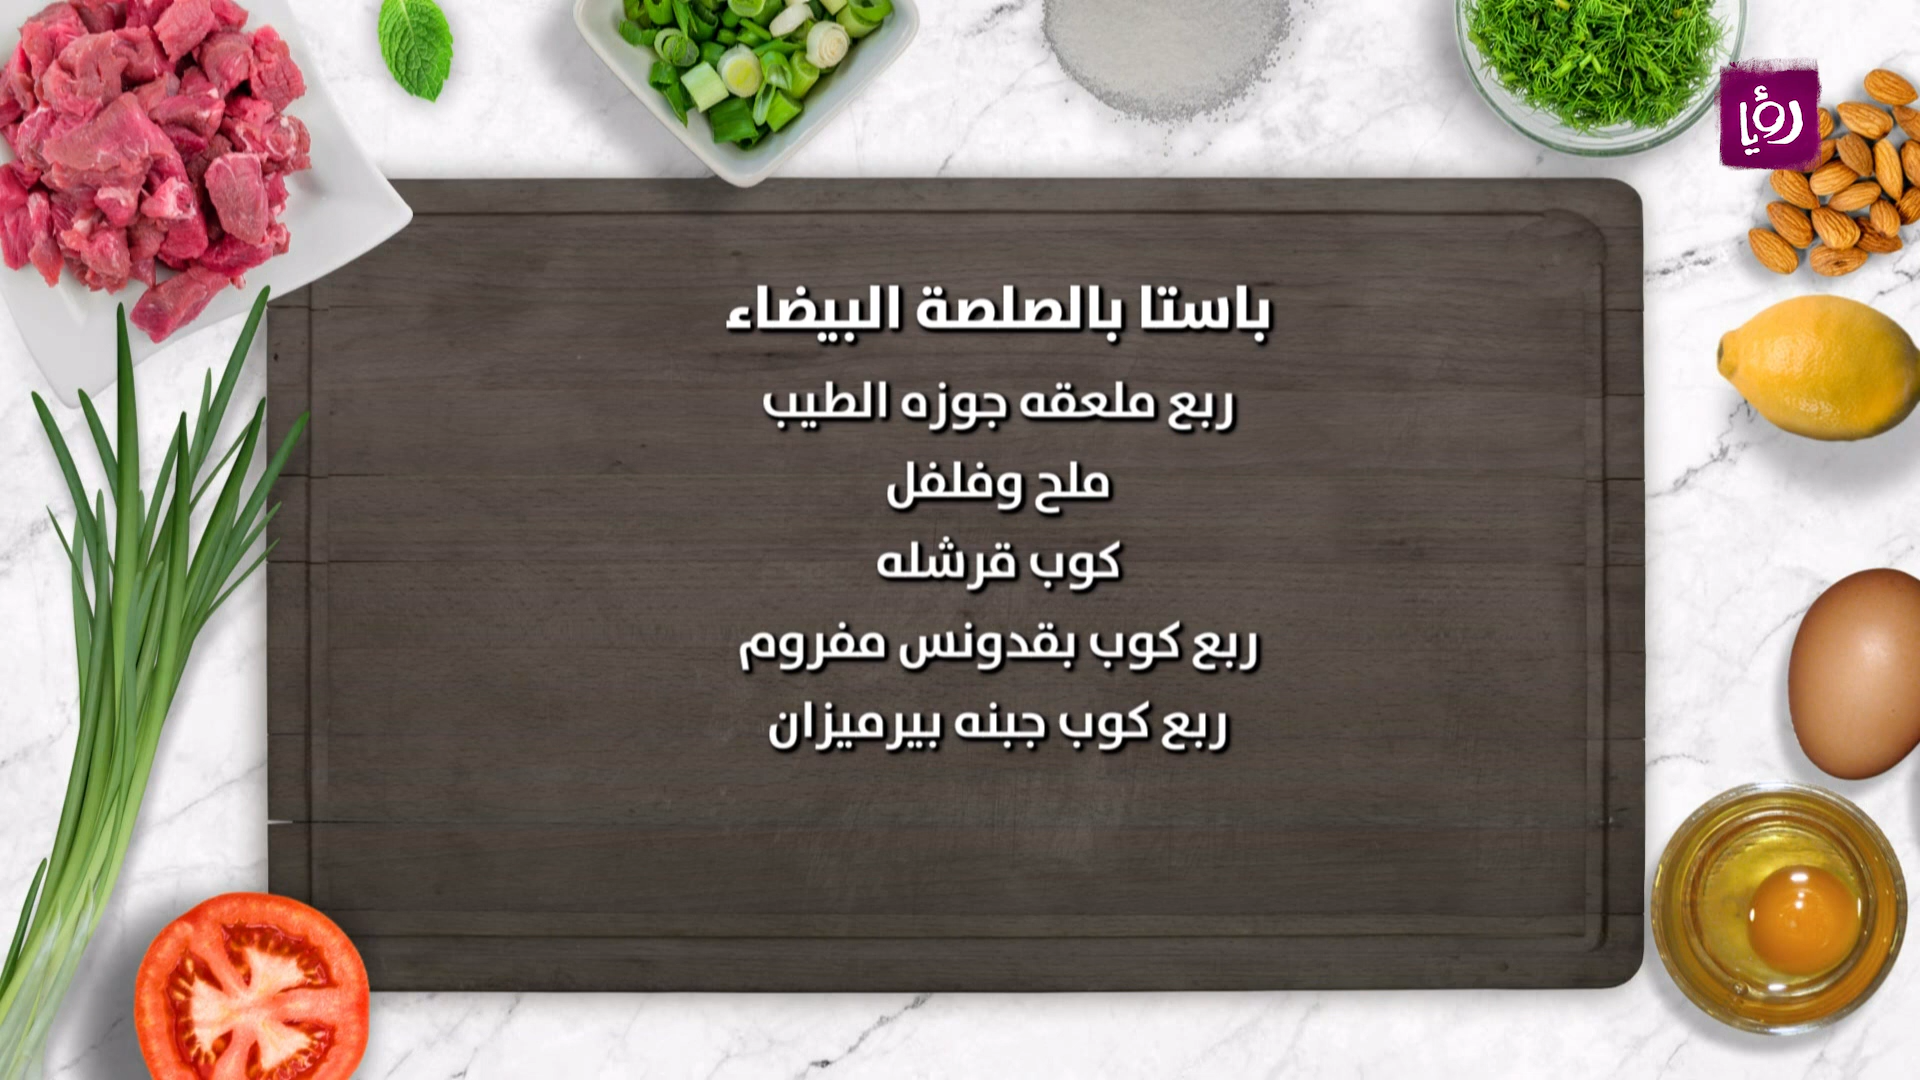 رؤيا
باستا بالصلصة البيضاء
ربع ملعقه جوزه الطيب
ملح وفلفل
كوب قرشله
ربع كوب بقدونس مفروم
ربع كوب جبنه بيرميزان